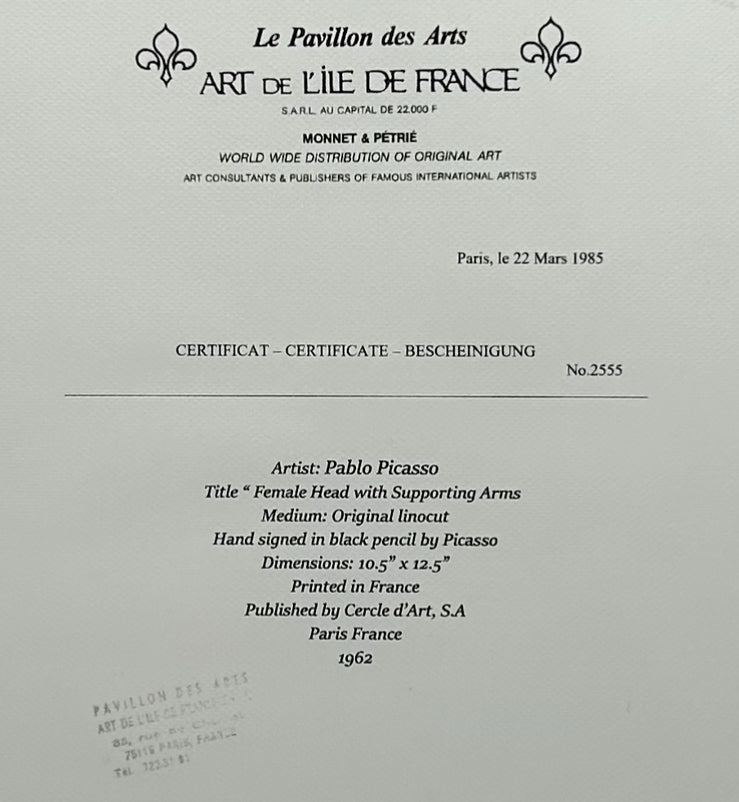 Le Pavillon des Arts
ART DE L'ÎLE DE FRANCE
S.A.R.L. AU CAPITAL DE 22.000 F
MONNET & PÉTRIÉ
WORLD WIDE DISTRIBUTION OF ORIGINAL ART
ART CONSULTANTS & PUBLISHERS OF FAMOUS INTERNATIONAL ARTISTS
Paris, le 22 Mars 1985
CERTIFICAT – CERTIFICATE – BESCHEINIGUNG
No.2555
Artist: Pablo Picasso
Title “ Female Head with Supporting Arms
Medium: Original linocut
Hand signed in black pencil by Picasso
Dimensions: 10.5” x 12.5”
Printed in France
Published by Cercle d’Art, S.A
Paris France
1962
PAVILLON DES ARTS
ART DE L'ILE DE FRANCE
rue
75116 PARIS, FRANCE
Tél.